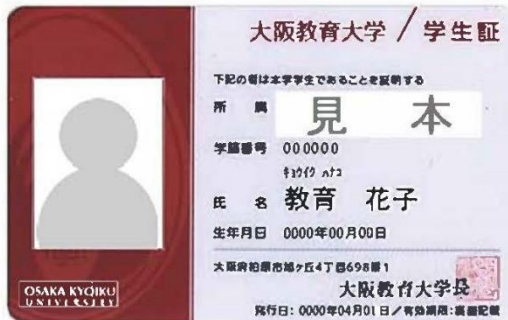 大阪教育大学／学生証
下記の者は本学学生であることを証明する
所 属 見 本
学籍番号 000000
キョウイク ハナコ
氏 名 教育 花子
生年月日 0000年00月00日
大阪府柏原市旭ケ丘4丁目698番1
大阪教育大学長
発行日：0000年04月01日／有効期限：裏面記載
OSAKA KYOIKU
UNIVERSITY